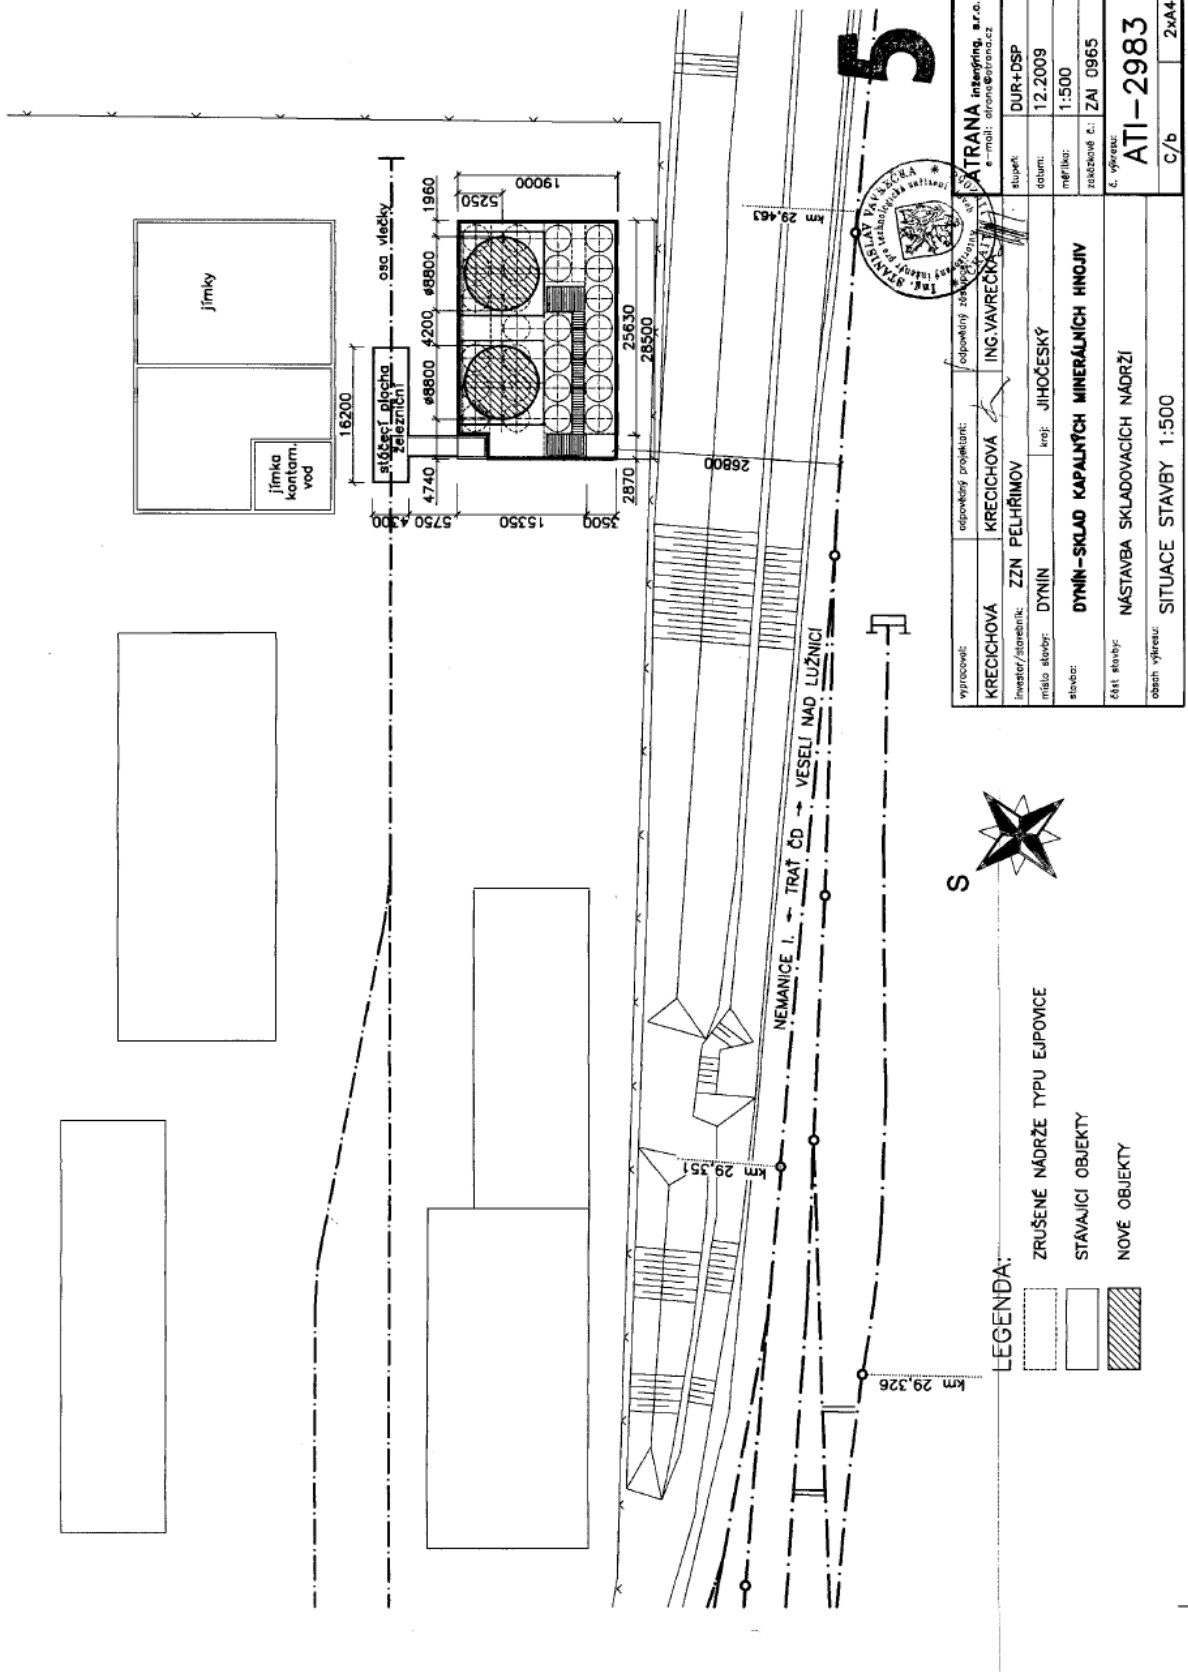 jímky
jímka
kontam.
vod
16200
stáčecí plocha
železniční
osa vlečky
4740
ø8800
4200
ø8800
1960
4300
5750
15350
3500
19000
5250
2870
25630
28500
26800
km 29,463
km 29,351
km 29,326
NEMANICE I. ← TRAŤ ČD → VESELÍ NAD LUŽNICÍ
5
S
LEGENDA:
ZRUŠENÉ NÁDRŽE TYPU EJPOVICE
STÁVAJÍCÍ OBJEKTY
NOVÉ OBJEKTY
vypracoval:
KRECICHOVÁ
odpovědný projektant:
KRECICHOVÁ
odpovědný
ING.VAVREČKA
ATRANA inženýring, s.r.o.
e-mail: atrana@atrana.cz
investor/stavebník: ZZN PELHŘIMOV
místo stavby: DYNÍN
kraj: JIHOČESKÝ
stavba:
DYNÍN-SKLAD KAPALNÝCH MINERÁLNÍCH HNOJIV
část stavby:
NÁSTAVBA SKLADOVACÍCH NÁDRŽÍ
obsah výkresu:
SITUACE STAVBY 1:500
stupeň: DUR+DSP
datum: 12.2009
měřítko: 1:500
zakázkové č.: ZAI 0965
č. výkresu:
ATI-2983
C/b
2xA4
Ing. STANISLAV VAVREČKA